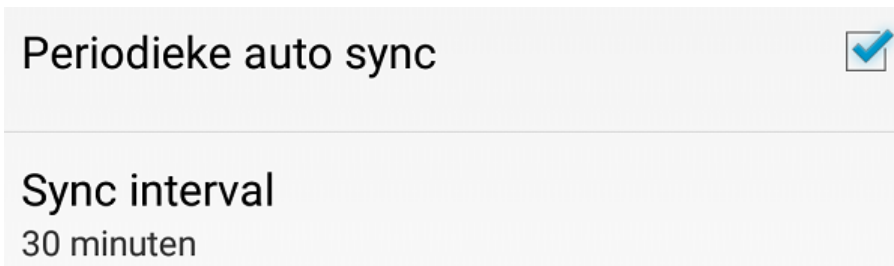 Periodieke auto sync
Sync interval
30 minuten